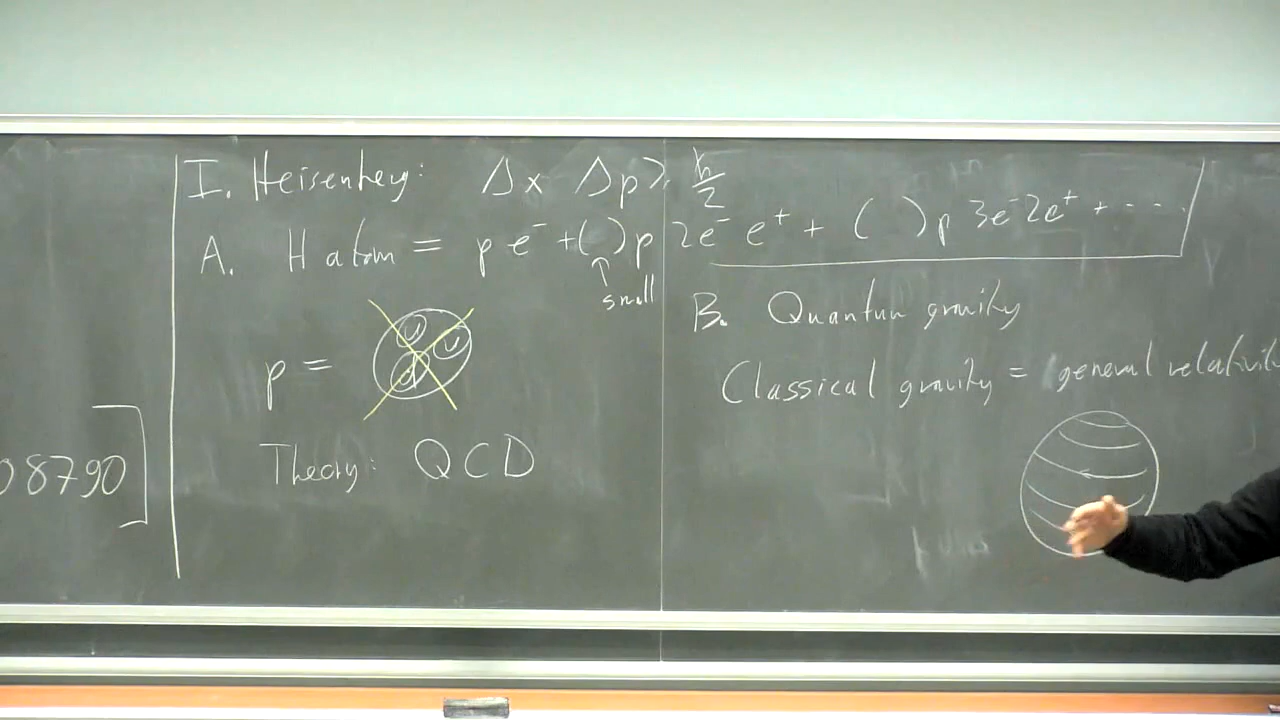 I. Heisenberg: Δx Δp ≥ ħ/2
A. H atom = p e⁻ + ( ) p 2e⁻ e⁺ + ( ) p 3e⁻ 2e⁺ + ....
small
p = u u d
Theory: QCD
08790
B. Quantum gravity
Classical gravity = general relativity